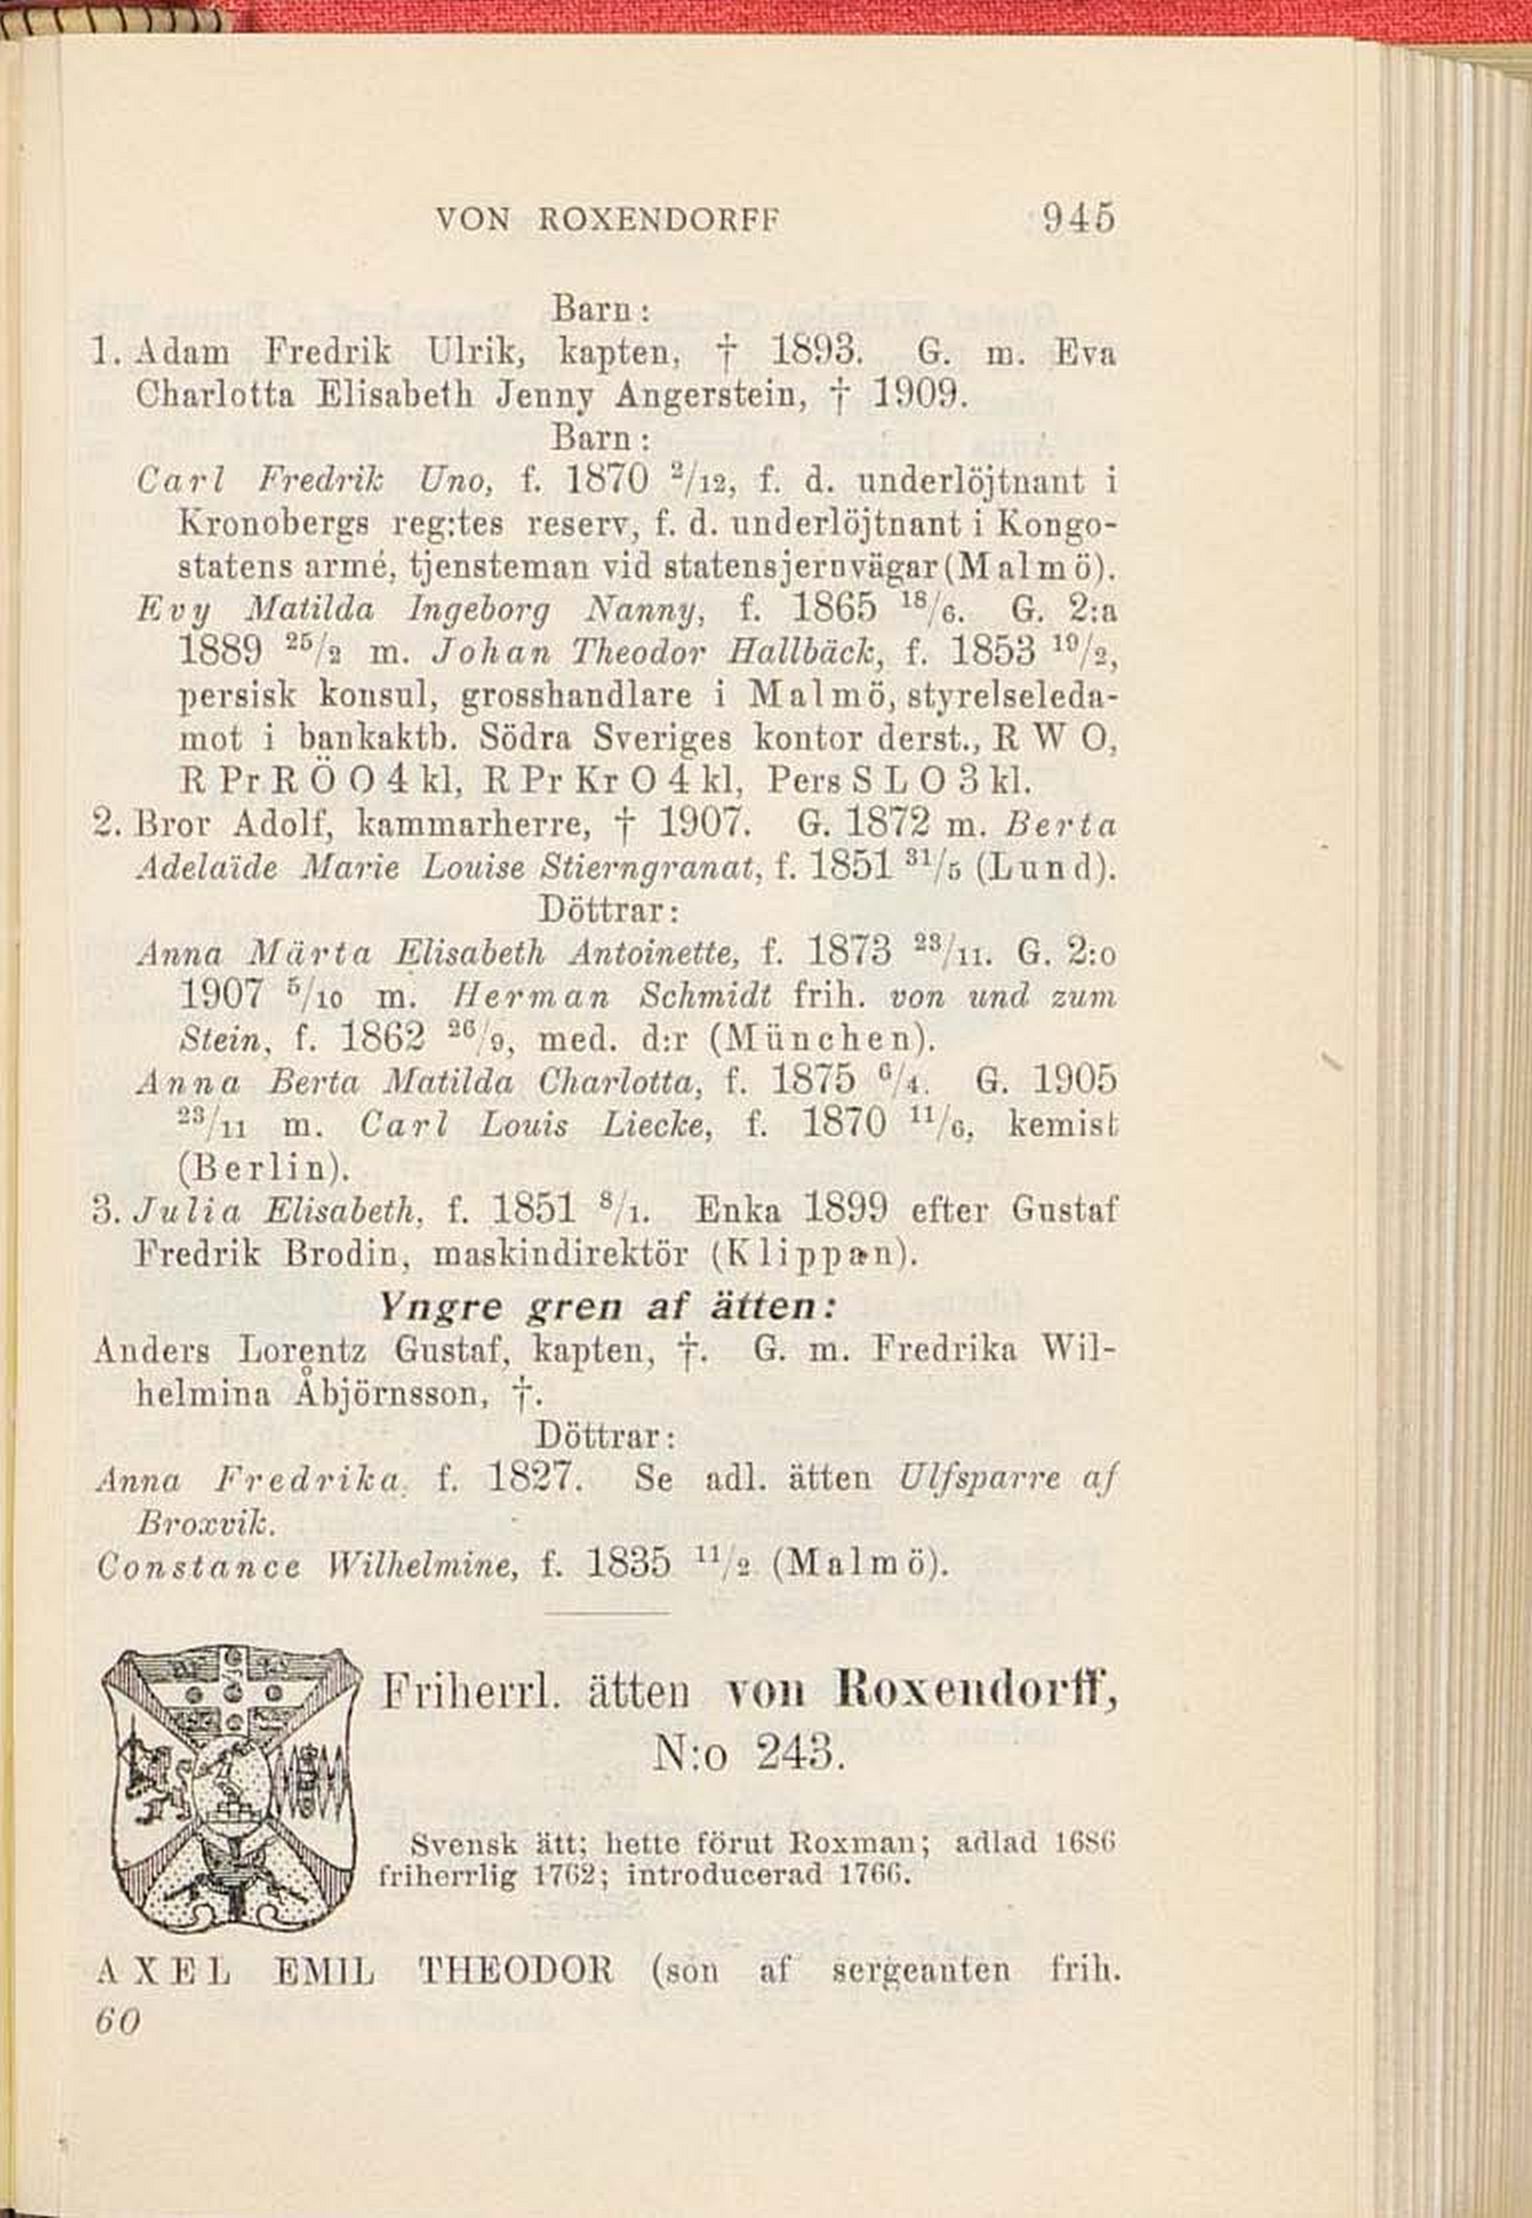 VON ROXENDORFF 945
Barn:
1. Adam Fredrik Ulrik, kapten, † 1893. G. m. Eva
Charlotta Elisabeth Jenny Angerstein, † 1909.
Barn:
Carl Fredrik Uno, f. 1870 2/12, f. d. underlöjtnant i
Kronobergs reg:tes reserv, f. d. underlöjtnant i Kongo-
statens armé, tjensteman vid statensjernvägar (Malmö).
Evy Matilda Ingeborg Nanny, f. 1865 18/6. G. 2:a
1889 25/2 m. Johan Theodor Hallbäck, f. 1853 19/2,
persisk konsul, grosshandlare i Malmö, styrelseleda-
mot i bankaktb. Södra Sveriges kontor derst., R W O,
R Pr R Ö O 4 kl, R Pr Kr O 4 kl, Pers S L O 3 kl.
2. Bror Adolf, kammarherre, † 1907. G. 1872 m. Berta
Adelaïde Marie Louise Stierngranat, f. 1851 31/5 (Lund).
Döttrar:
Anna Märta Elisabeth Antoinette, f. 1873 23/11. G. 2:o
1907 5/10 m. Herman Schmidt frih. von und zum
Stein, f. 1862 26/9, med. d:r (München).
Anna Berta Matilda Charlotta, f. 1875 6/4. G. 1905
23/11 m. Carl Louis Liecke, f. 1870 11/6, kemist
(Berlin).
3. Julia Elisabeth, f. 1851 8/1. Enka 1899 efter Gustaf
Fredrik Brodin, maskindirektör (Klippan).
Yngre gren af ätten:
Anders Lorentz Gustaf, kapten, †. G. m. Fredrika Wil-
helmina Åbjörnsson, †.
Döttrar:
Anna Fredrika, f. 1827. Se adl. ätten Ulfsparre af
Broxvik.
Constance Wilhelmine, f. 1835 11/2 (Malmö).
Friherrl. ätten von Roxendorff,
N:o 243.
Svensk ätt; hette förut Roxman; adlad 1686
friherrlig 1762; introducerad 1766.
AXEL EMIL THEODOR (son af sergeanten frih.
60